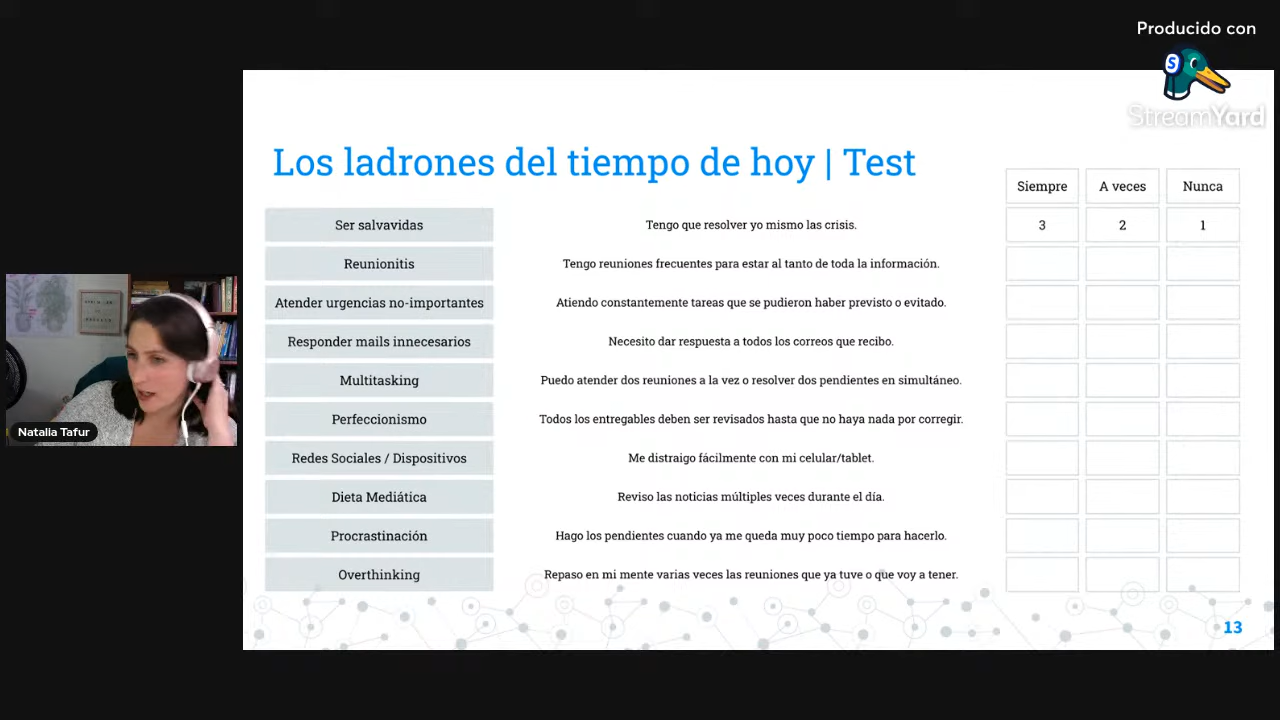 Producido con
StreamYard
Los ladrones del tiempo de hoy | Test
Siempre A veces Nunca
Ser salvavidas Tengo que resolver yo mismo las crisis. 3 2 1
Reunionitis Tengo reuniones frecuentes para estar al tanto de toda la información.
Atender urgencias no-importantes Atiendo constantemente tareas que se pudieron haber previsto o evitado.
Responder mails innecesarios Necesito dar respuesta a todos los correos que recibo.
Multitasking Puedo atender dos reuniones a la vez o resolver dos pendientes en simultáneo.
Perfeccionismo Todos los entregables deben ser revisados hasta que no haya nada por corregir.
Redes Sociales / Dispositivos Me distraigo fácilmente con mi celular/tablet.
Dieta Mediática Reviso las noticias múltiples veces durante el día.
Procrastinación Hago los pendientes cuando ya me queda muy poco tiempo para hacerlo.
Overthinking Repaso en mi mente varias veces las reuniones que ya tuve o que voy a tener.
Natalia Tafur
13